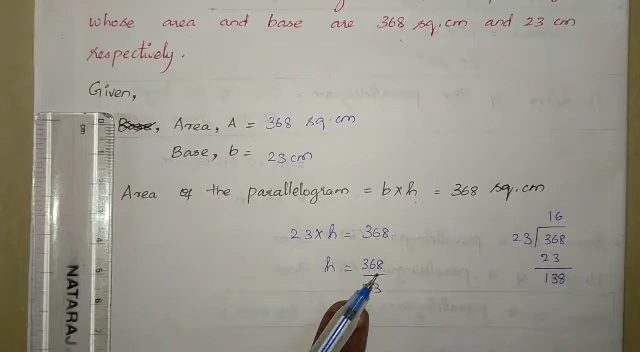 whose area and base are 368 sq.cm and 23 cm
respectively.
Given,
Base, Area, A = 368 sq.cm
Base, b = 23 cm
Area of the parallelogram = b×h = 368 sq.cm
23×h = 368
h = 368
16
23 368
23
138
NATARAJ